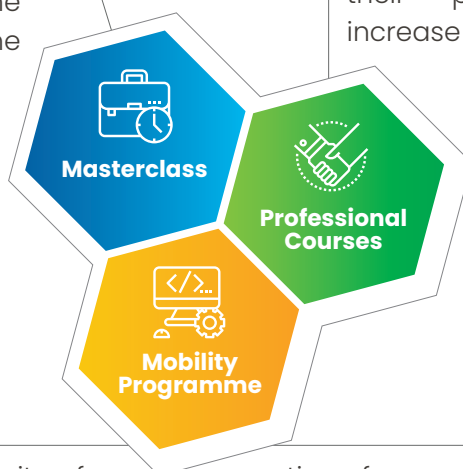 increase
Masterclass
Professional
Courses
</>...
Mobility
Programme